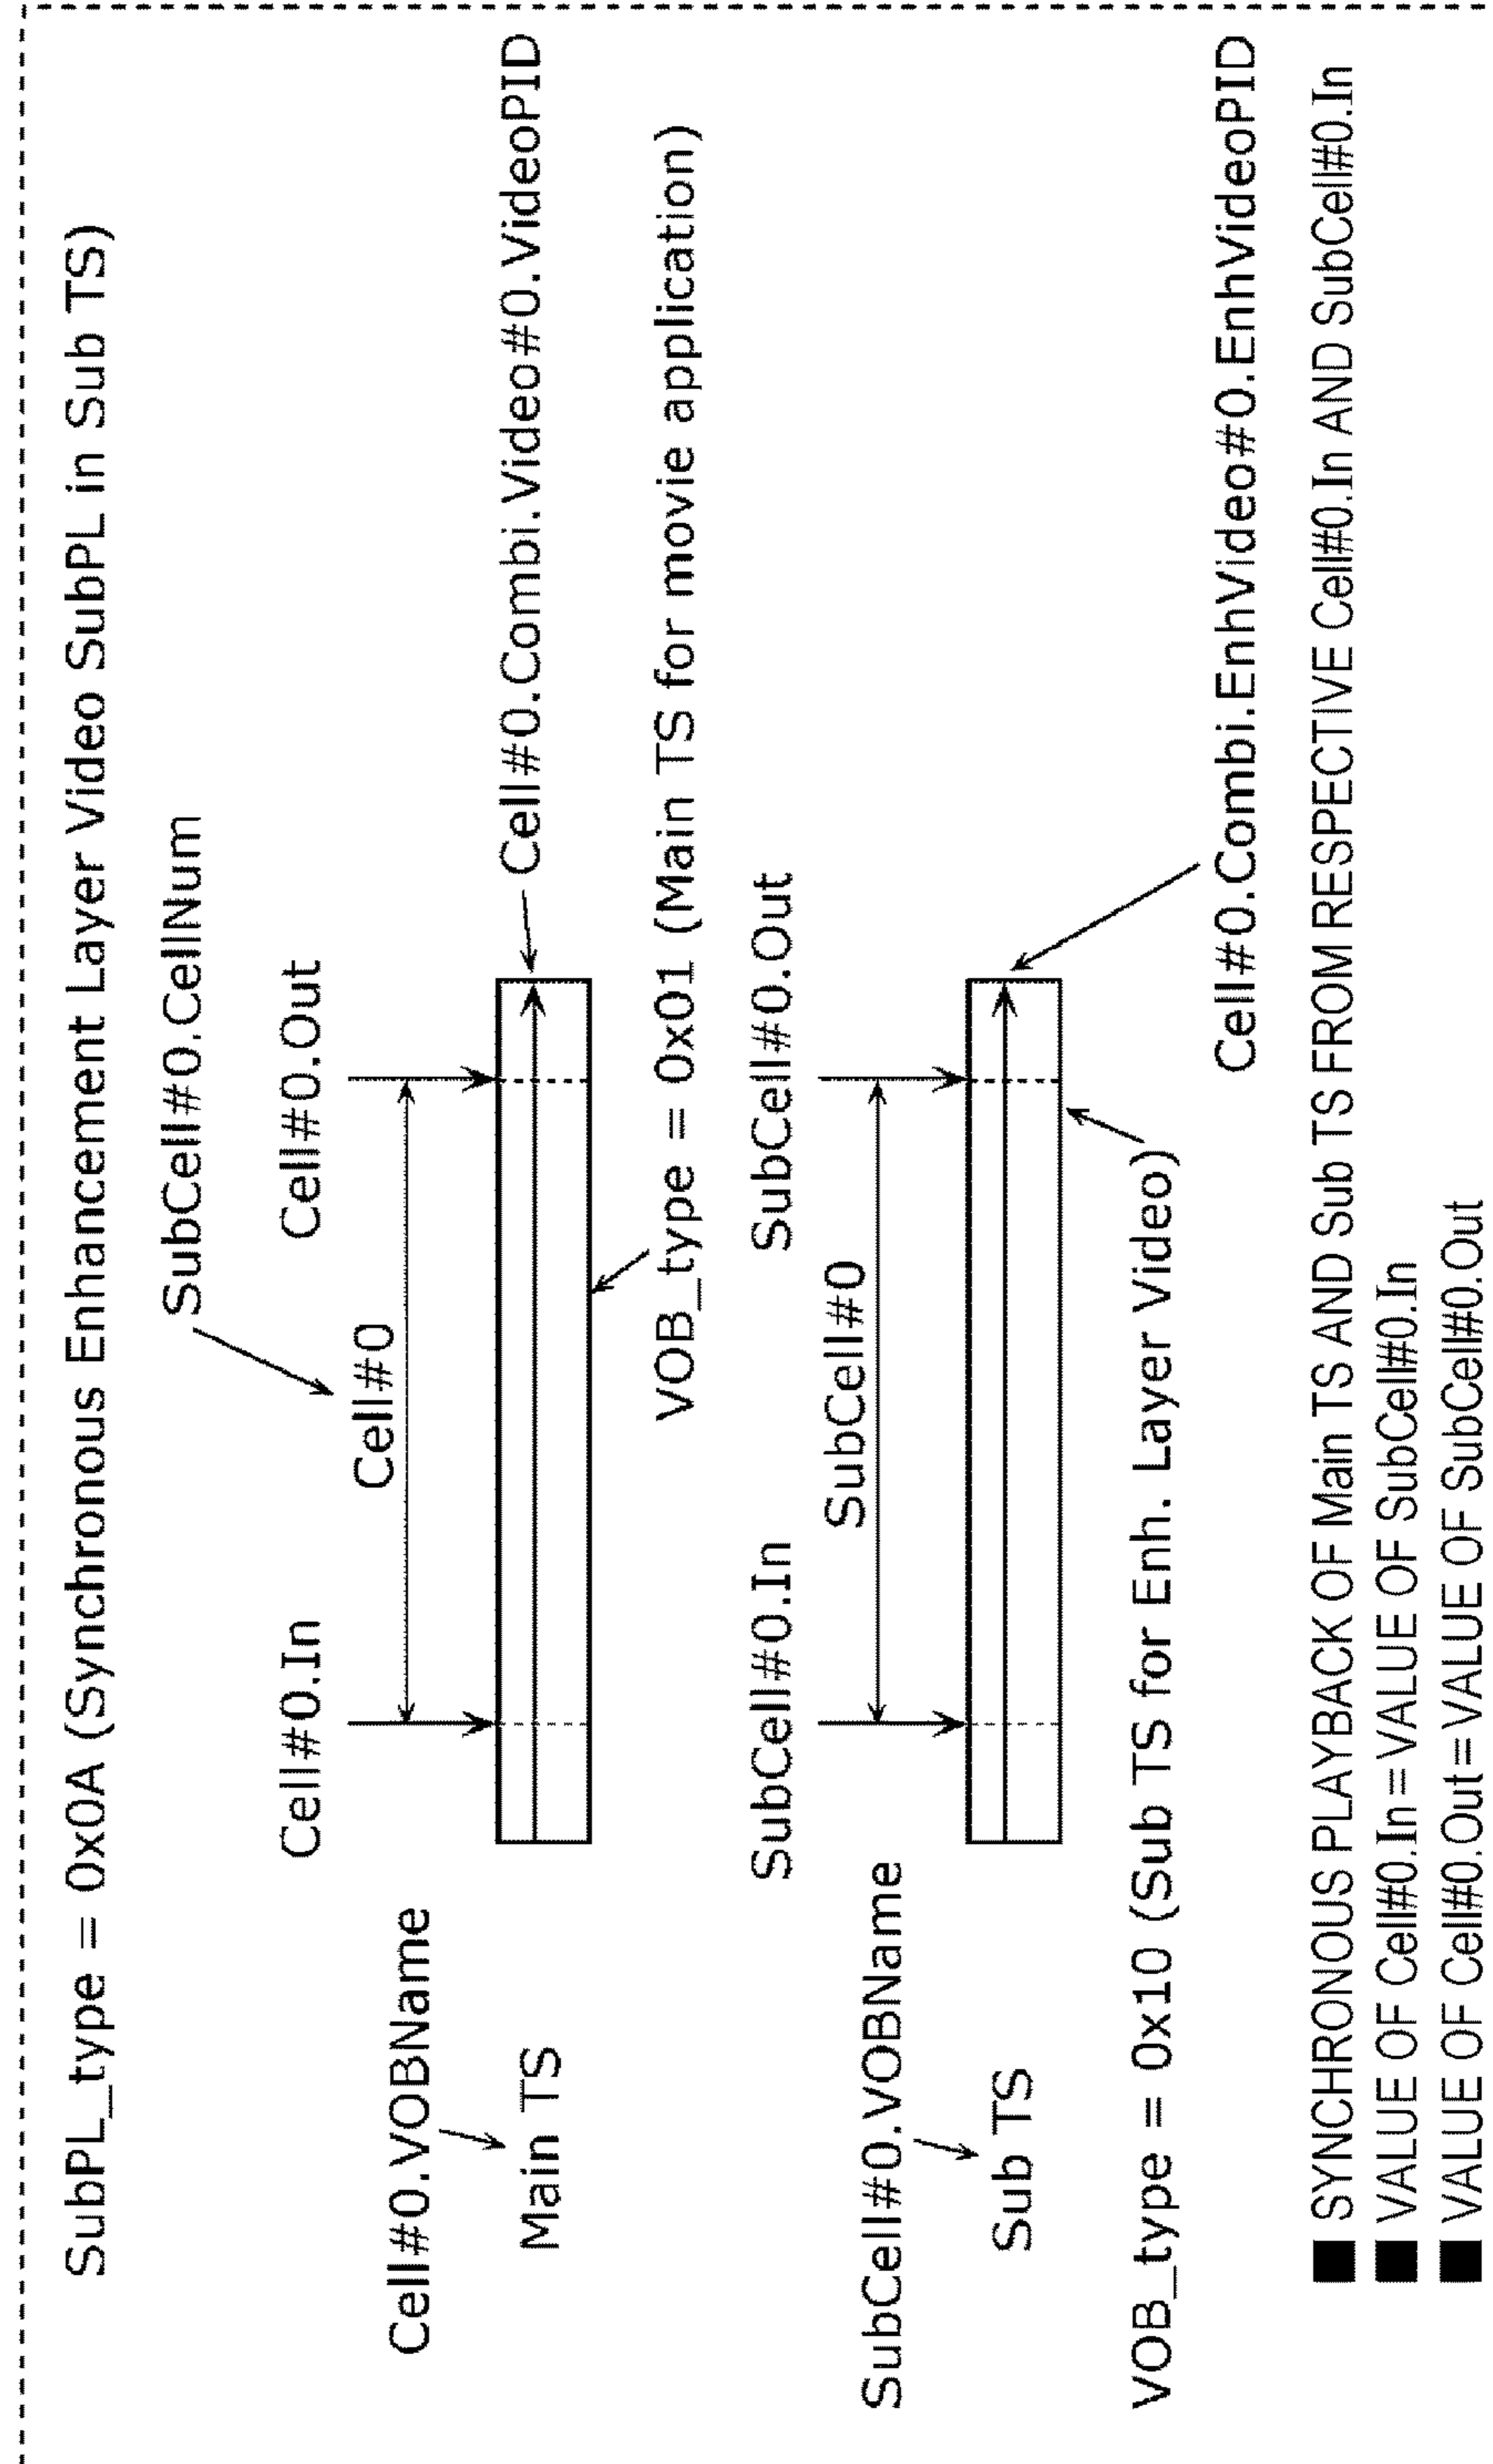 SubPL_type = 0x0A (Synchronous Enhancement Layer Video SubPL in Sub TS)
SubCell#0.CellNum
Cell#0.In
Cell#0.Out
Cell#0
Cell#0.VOBName
Main TS
Cell#0.Combi.Video#0.VideoPID
VOB_type = 0x01 (Main TS for movie application)
SubCell#0.In
SubCell#0.Out
SubCell#0
SubCell#0.VOBName
Sub TS
VOB_type = 0x10 (Sub TS for Enh. Layer Video)
Cell#0.Combi.EnhVideo#0.EnhVideoPID
■ SYNCHRONOUS PLAYBACK OF Main TS AND Sub TS FROM RESPECTIVE Cell#0.In AND SubCell#0.In
■ VALUE OF Cell#0.In=VALUE OF SubCell#0.In
■ VALUE OF Cell#0.Out=VALUE OF SubCell#0.Out